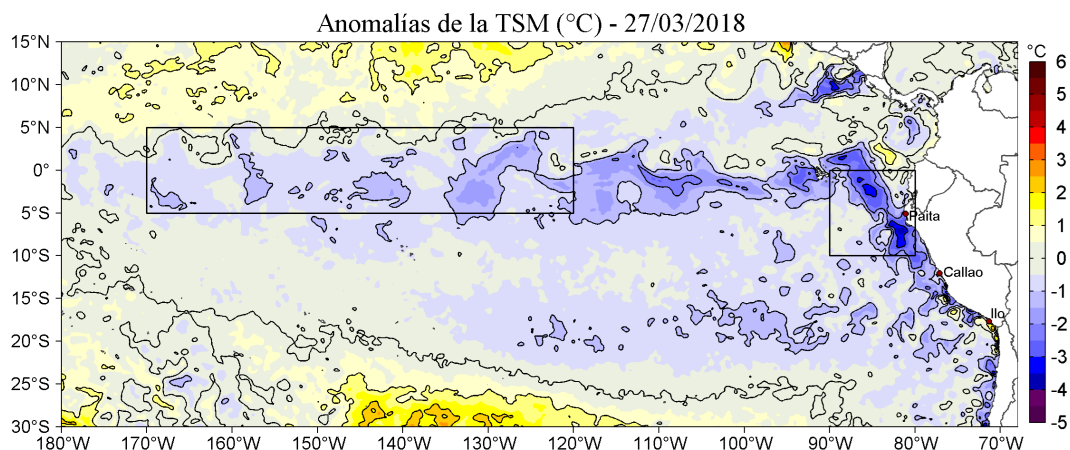 Anomalías de la TSM (°C) - 27/03/2018
15°N
10°N
5°N
0°
5°S
10°S
15°S
20°S
25°S
30°S
180°
170°
160°
150°
140°
130°
120°
110°
100°
90°
80°
70°W
Paita
Callao
Ilo
°C
6
5
4
3
2
1
0
-1
-2
-3
-4
-5